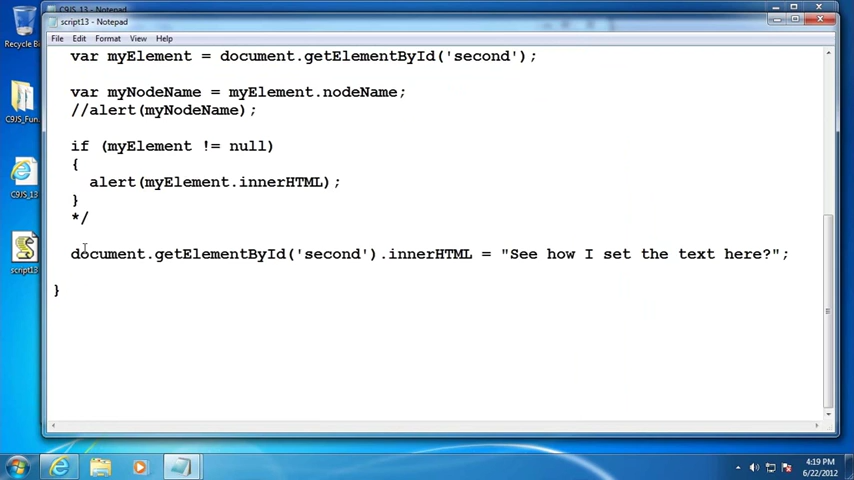 C9JS_13 - Notepad
script13 - Notepad
File Edit Format View Help
var myElement = document.getElementById('second');
var myNodeName = myElement.nodeName;
//alert(myNodeName);
if (myElement != null)
{
alert(myElement.innerHTML);
}
*/
document.getElementById('second').innerHTML = "See how I set the text here?";
}
Recycle Bin
C9JS_Fun...
C9JS_13
script13
4:19 PM
6/22/2012